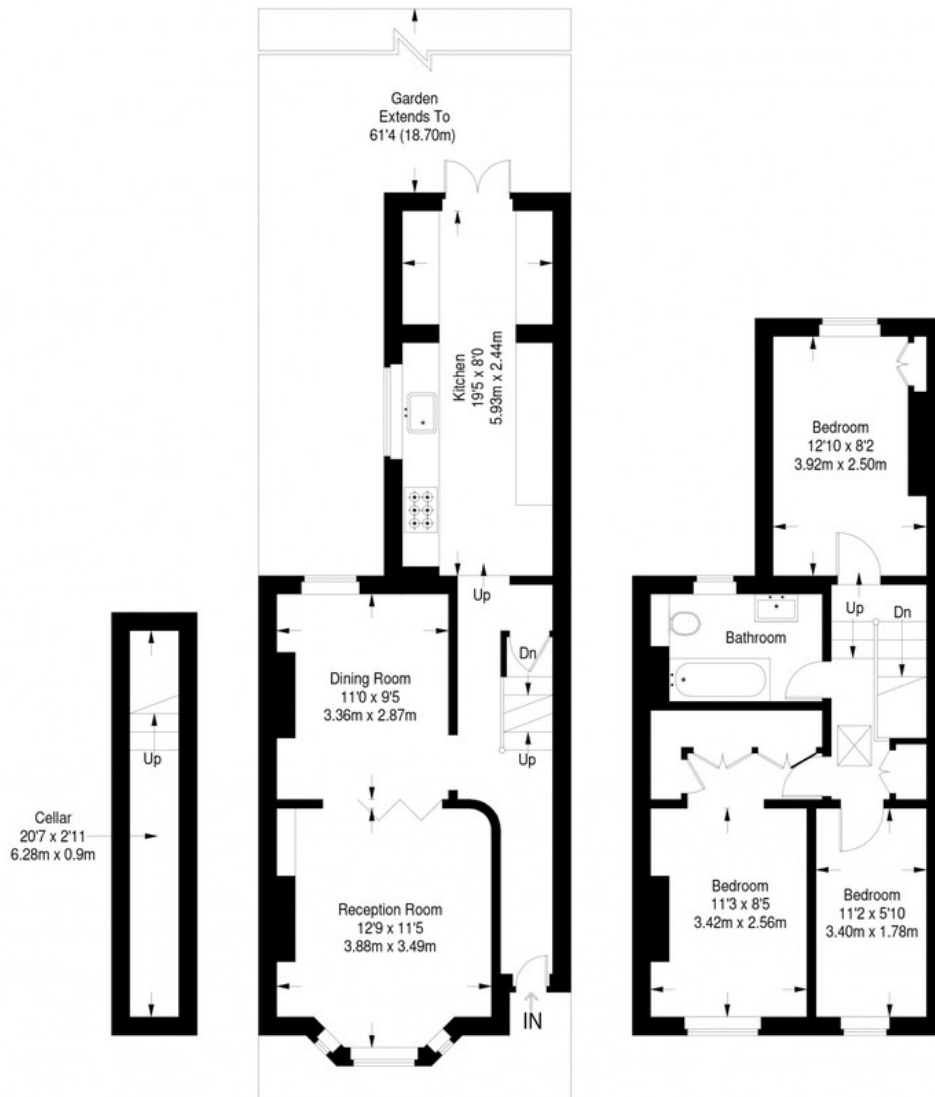 Garden
Extends To
61'4 (18.70m)
Kitchen
19'5 x 8'0
5.93m x 2.44m
Up
Dn
Up
Dining Room
11'0 x 9'5
3.36m x 2.87m
Reception Room
12'9 x 11'5
3.88m x 3.49m
IN
Up
Cellar
20'7 x 2'11
6.28m x 0.9m
Bedroom
12'10 x 8'2
3.92m x 2.50m
Up
Dn
Bathroom
Bedroom
11'3 x 8'5
3.42m x 2.56m
Bedroom
11'2 x 5'10
3.40m x 1.78m